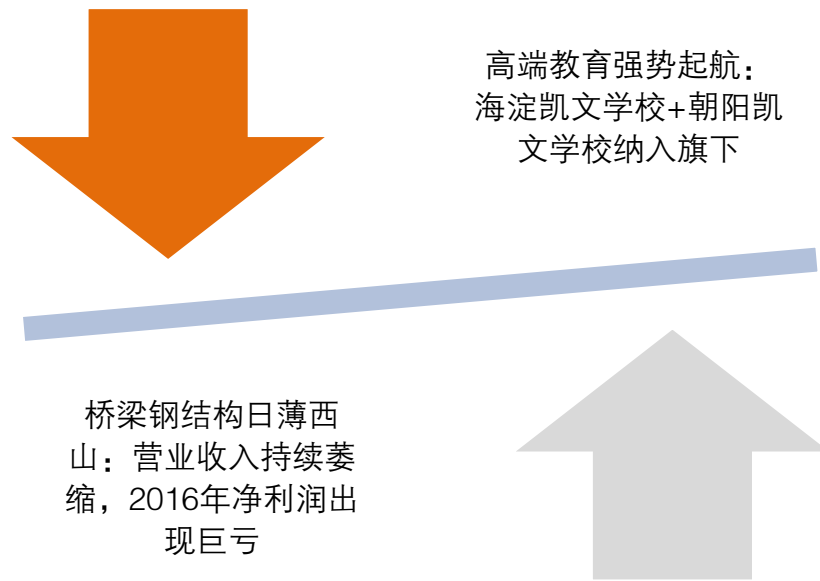 高端教育强势起航：
海淀凯文学校+朝阳凯
文学校纳入旗下
桥梁钢结构日薄西
山：营业收入持续萎
缩，2016年净利润出
现巨亏